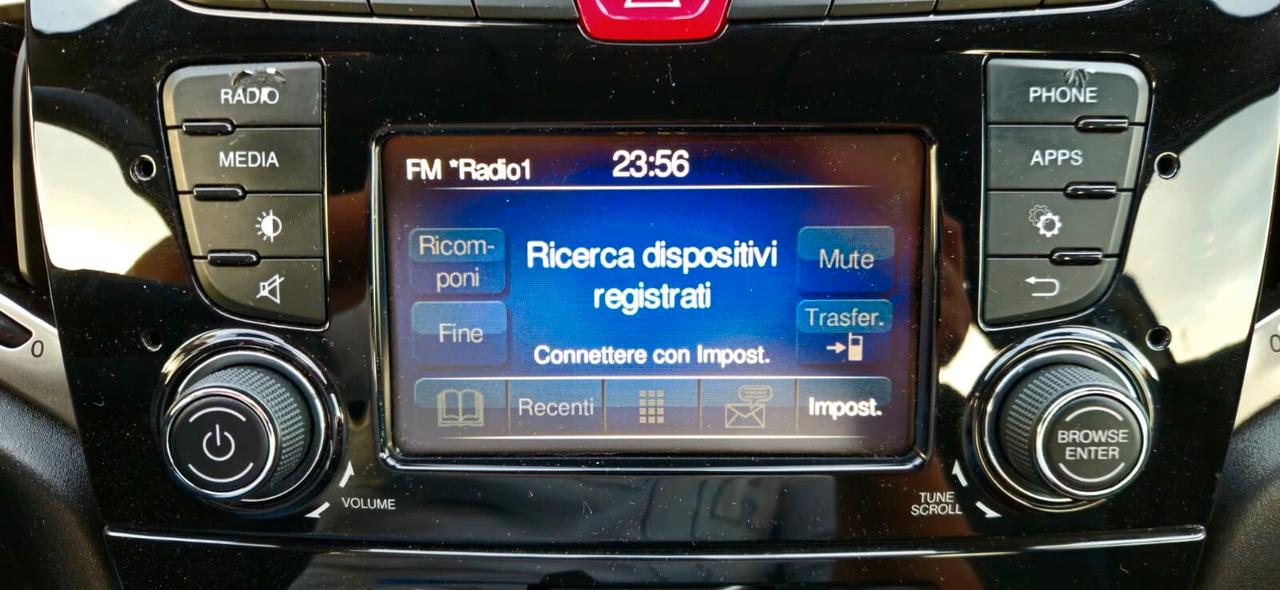 RADIO
MEDIA
FM *Radio1 23:56
Ricom-
poni
Fine
Ricerca dispositivi
registrati
Connettere con Impost.
Mute
Trasfer.
Recenti
Impost.
PHONE
APPS
VOLUME
TUNE
SCROLL
BROWSE
ENTER
0